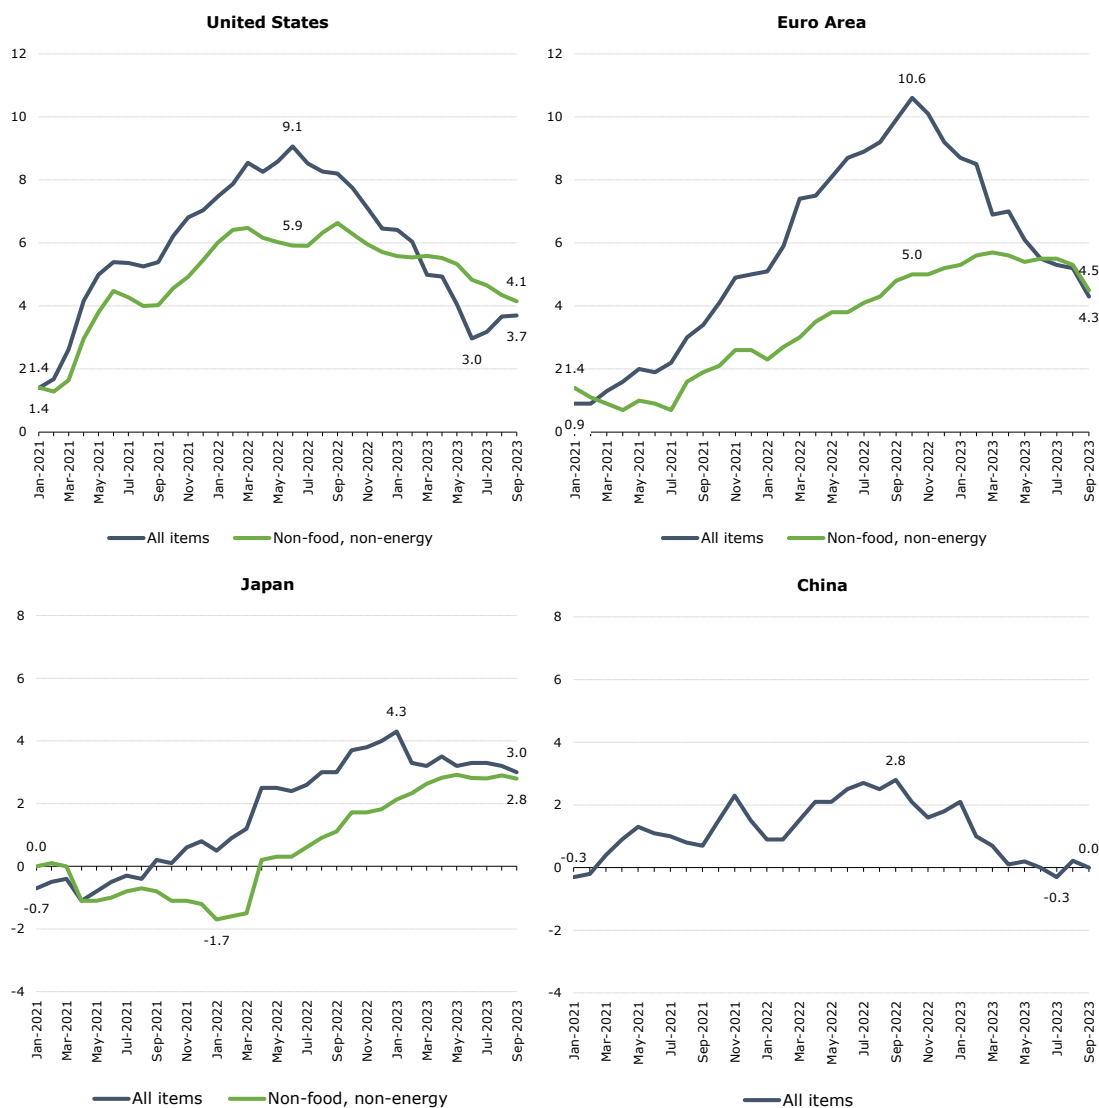 United States
12
10
8
6
4
2
0
9.1
5.9
4.1
3.7
3.0
1.4
1.4
Jan-2021
Mar-2021
May-2021
Jul-2021
Sep-2021
Nov-2021
Jan-2022
Mar-2022
May-2022
Jul-2022
Sep-2022
Nov-2022
Jan-2023
Mar-2023
May-2023
Jul-2023
Sep-2023
All items Non-food, non-energy
Euro Area
12
10
8
6
4
2
0
10.6
5.0
4.5
4.3
1.4
0.9
Jan-2021
Mar-2021
May-2021
Jul-2021
Sep-2021
Nov-2021
Jan-2022
Mar-2022
May-2022
Jul-2022
Sep-2022
Nov-2022
Jan-2023
Mar-2023
May-2023
Jul-2023
Sep-2023
All items Non-food, non-energy
Japan
8
6
4
2
0
-2
-4
4.3
3.0
2.8
0.0
-0.7
-1.7
Jan-2021
Mar-2021
May-2021
Jul-2021
Sep-2021
Nov-2021
Jan-2022
Mar-2022
May-2022
Jul-2022
Sep-2022
Nov-2022
Jan-2023
Mar-2023
May-2023
Jul-2023
Sep-2023
All items Non-food, non-energy
China
8
6
4
2
0
-2
-4
2.8
-0.3
0.0
-0.3
Jan-2021
Mar-2021
May-2021
Jul-2021
Sep-2021
Nov-2021
Jan-2022
Mar-2022
May-2022
Jul-2022
Sep-2022
Nov-2022
Jan-2023
Mar-2023
May-2023
Jul-2023
Sep-2023
All items